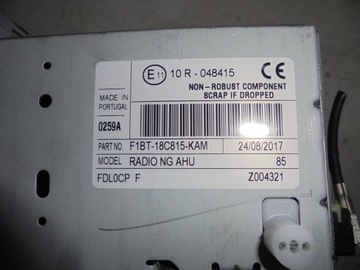 E11 10 R - 048415 CE
MADE IN PORTUGAL
NON - ROBUST COMPONENT
SCRAP IF DROPPED
0259A
PART NO. F1BT-18C815-KAM 24/08/2017
MODEL RADIO NG AHU 85
FDL0CP F Z004321